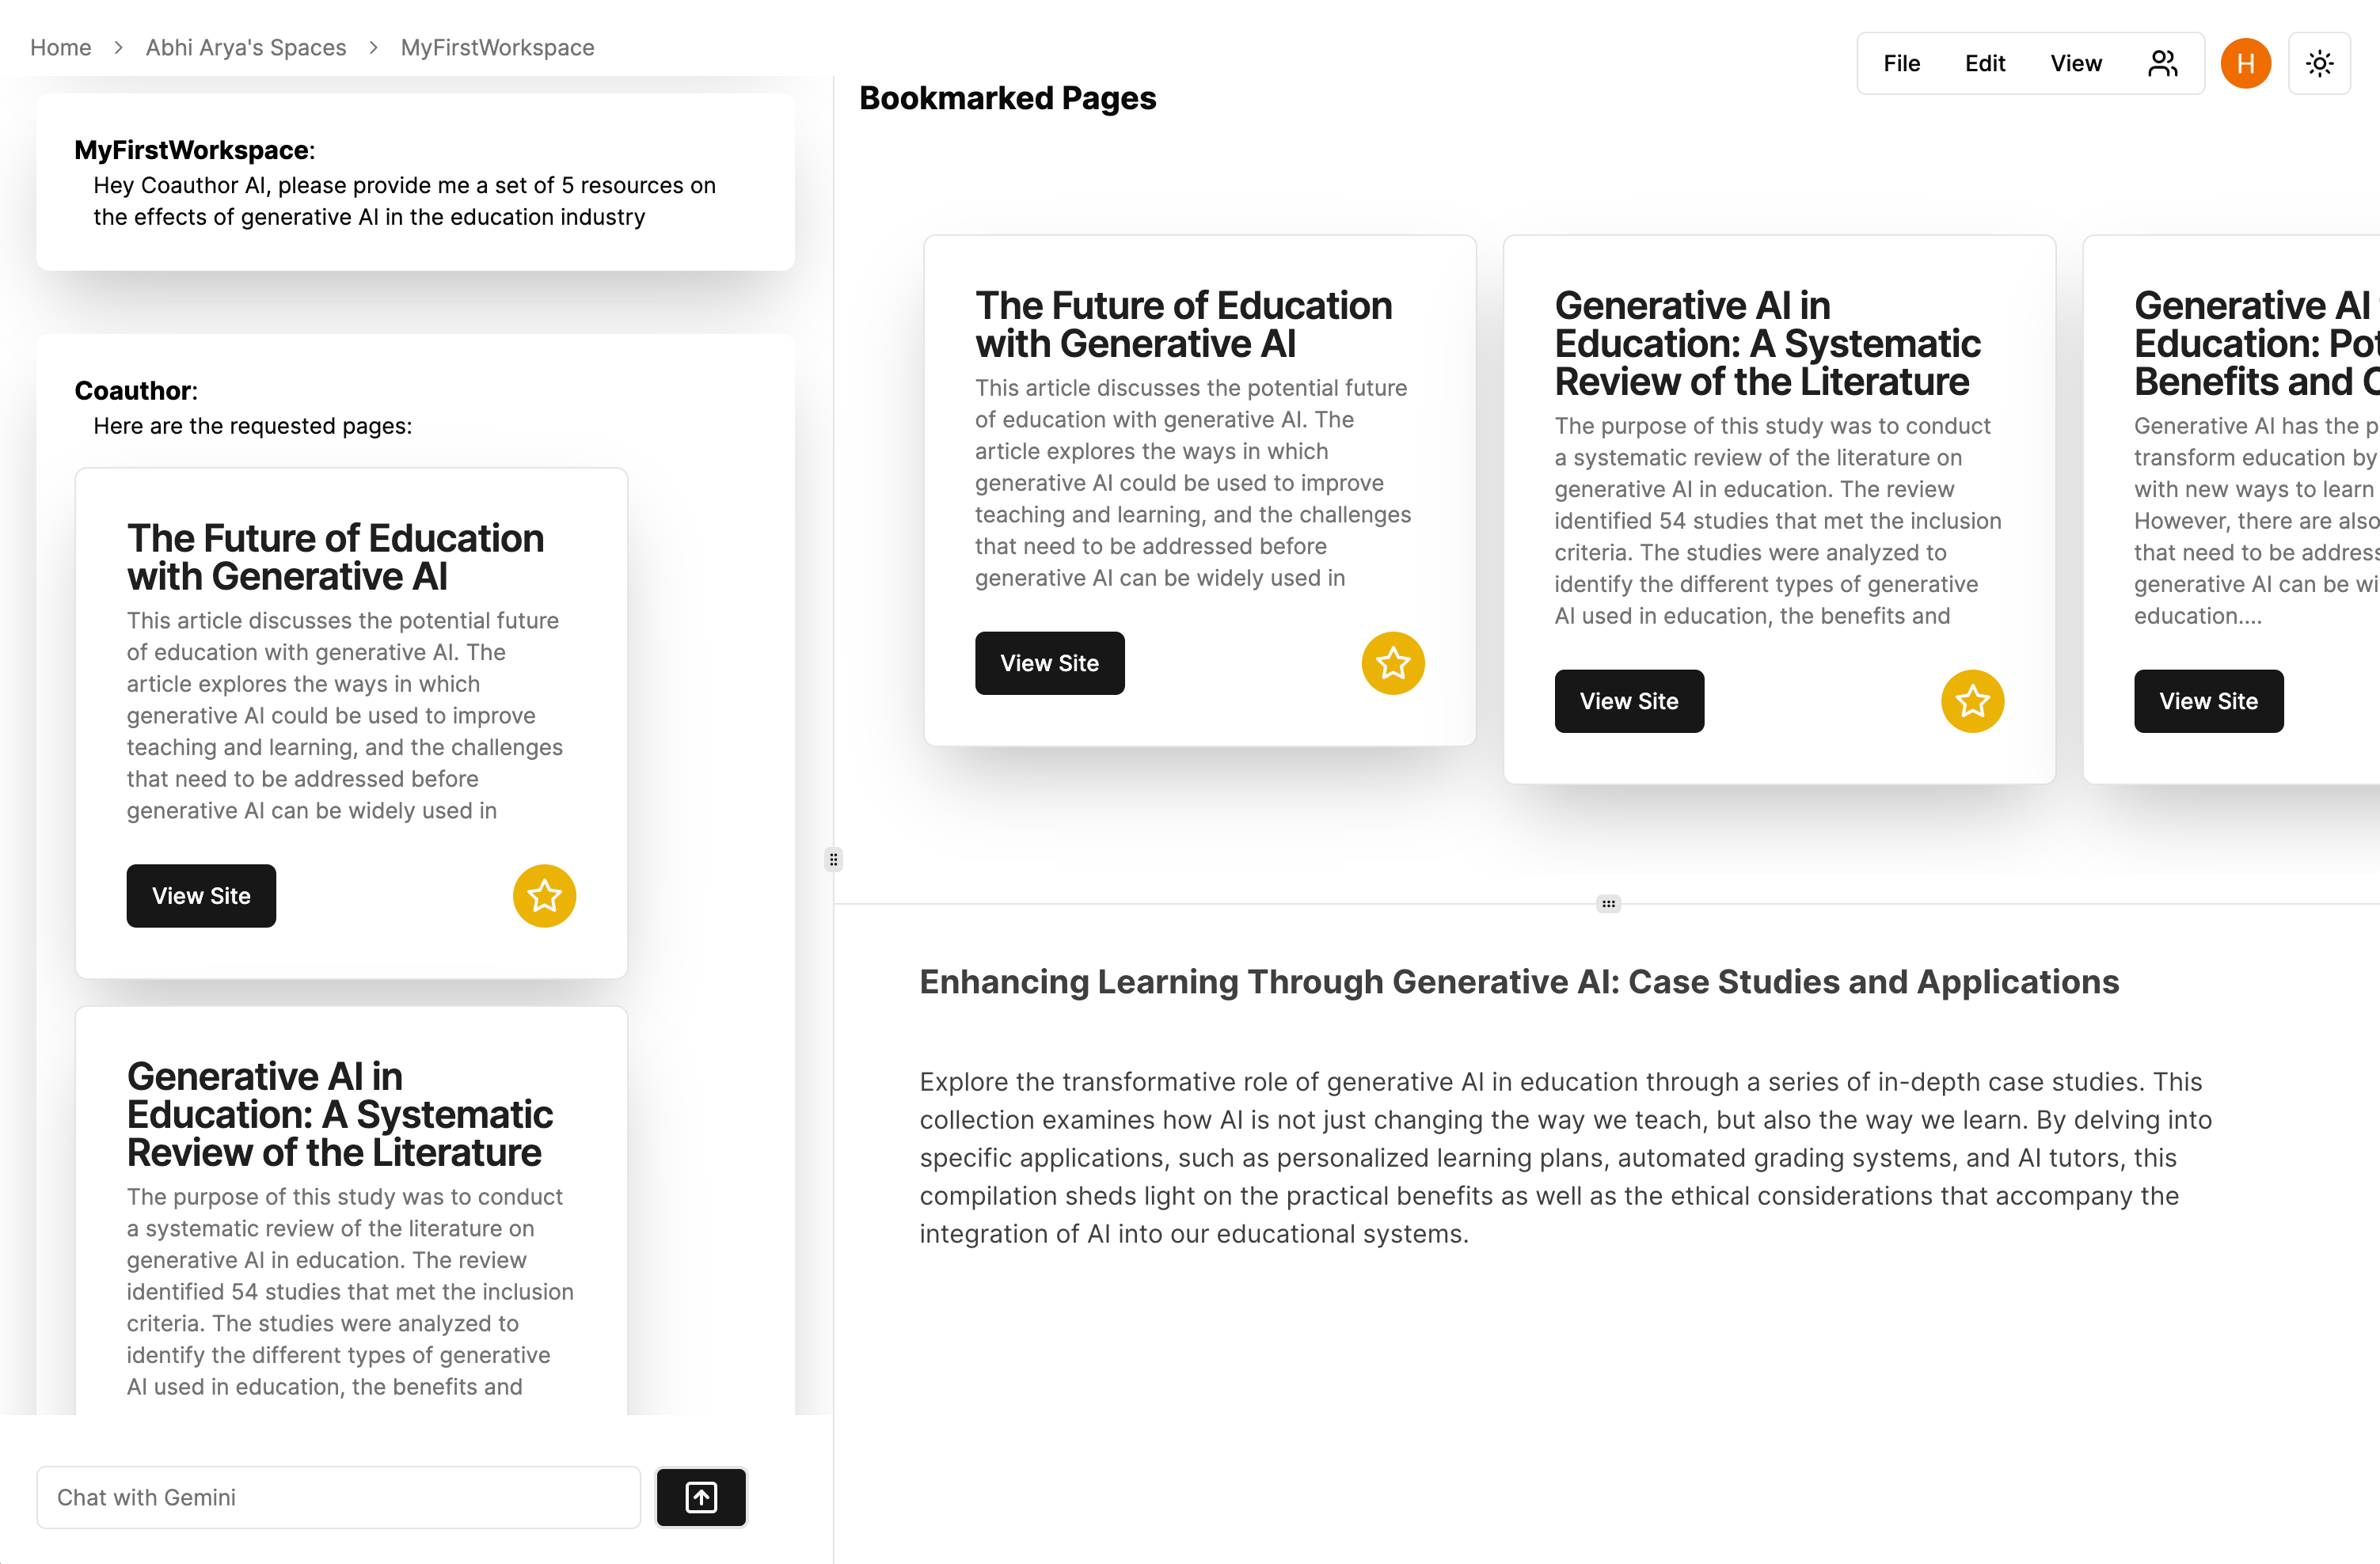 Home > Abhi Arya's Spaces > MyFirstWorkspace
File Edit View
H
MyFirstWorkspace:
Hey Coauthor AI, please provide me a set of 5 resources on
the effects of generative AI in the education industry
Coauthor:
Here are the requested pages:
The Future of Education
with Generative AI
This article discusses the potential future
of education with generative AI. The
article explores the ways in which
generative AI could be used to improve
teaching and learning, and the challenges
that need to be addressed before
generative AI can be widely used in
View Site
Generative AI in
Education: A Systematic
Review of the Literature
The purpose of this study was to conduct
a systematic review of the literature on
generative AI in education. The review
identified 54 studies that met the inclusion
criteria. The studies were analyzed to
identify the different types of generative
AI used in education, the benefits and
Chat with Gemini
Bookmarked Pages
The Future of Education
with Generative AI
This article discusses the potential future
of education with generative AI. The
article explores the ways in which
generative AI could be used to improve
teaching and learning, and the challenges
that need to be addressed before
generative AI can be widely used in
View Site
Generative AI in
Education: A Systematic
Review of the Literature
The purpose of this study was to conduct
a systematic review of the literature on
generative AI in education. The review
identified 54 studies that met the inclusion
criteria. The studies were analyzed to
identify the different types of generative
AI used in education, the benefits and
View Site
Generative AI
Education:
Benefits and
Generative AI has the
transform education by
with new ways to learn
However, there are also
that need to be
generative AI can be
education....
View Site
Enhancing Learning Through Generative AI: Case Studies and Applications
Explore the transformative role of generative AI in education through a series of in-depth case studies. This
collection examines how AI is not just changing the way we teach, but also the way we learn. By delving into
specific applications, such as personalized learning plans, automated grading systems, and AI tutors, this
compilation sheds light on the practical benefits as well as the ethical considerations that accompany the
integration of AI into our educational systems.